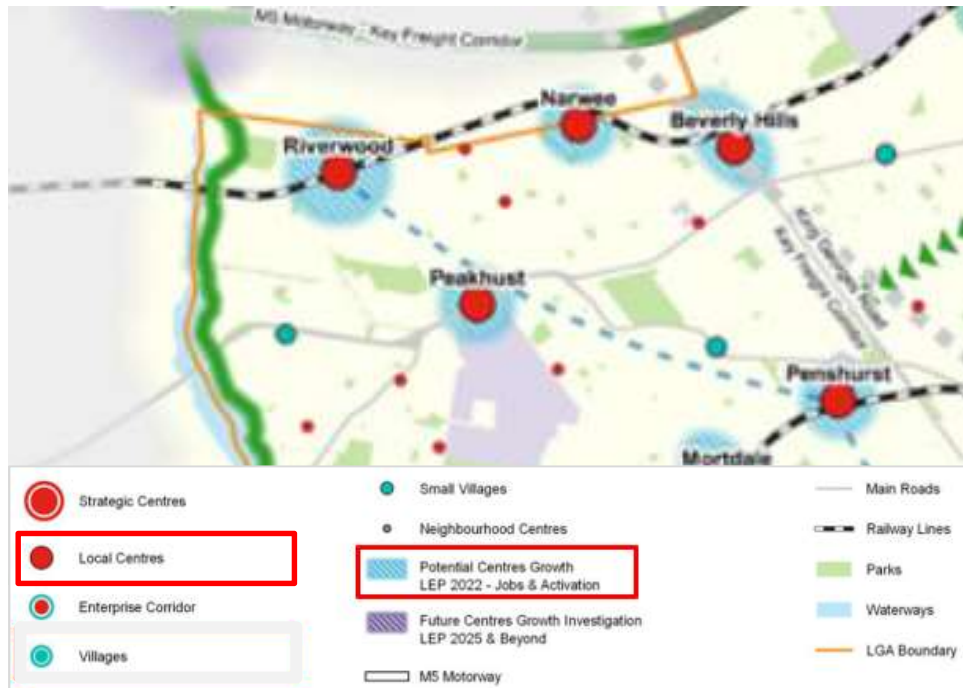 M5 Motorway - Key Freight Corridor
Narwee
Beverly Hills
Riverwood
King Georges Road
Key Freight Corridor
Peakhust
Penshurst
Mortdale
Strategic Centres
Local Centres
Enterprise Corridor
Villages
Small Villages
Neighbourhood Centres
Potential Centres Growth
LEP 2022 - Jobs & Activation
Future Centres Growth Investigation
LEP 2025 & Beyond
M5 Motorway
Main Roads
Railway Lines
Parks
Waterways
LGA Boundary